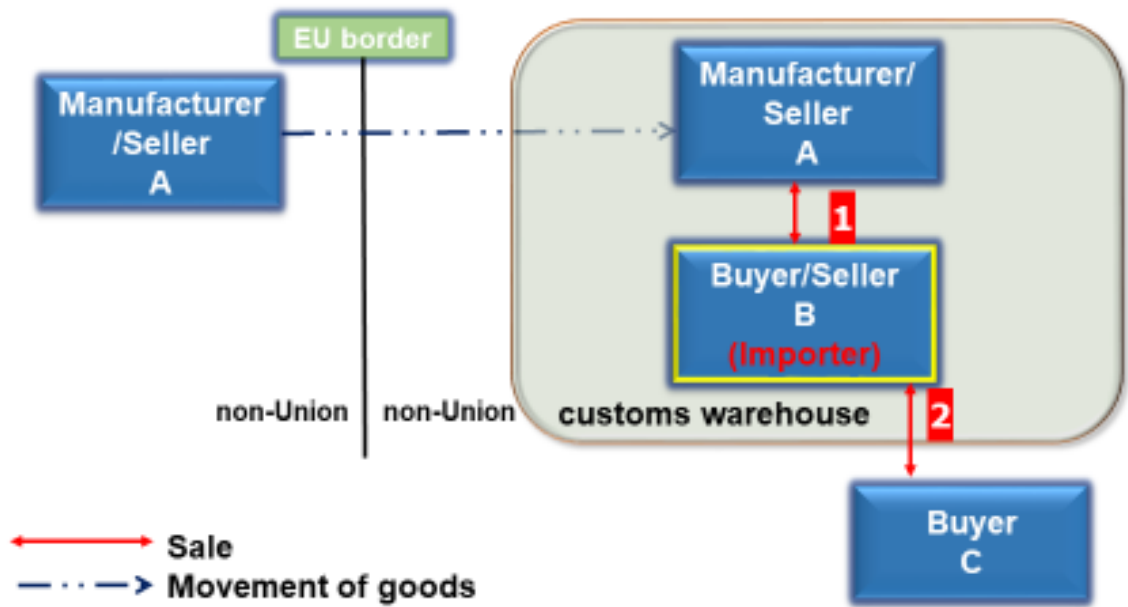 EU border
Manufacturer
/Seller
A
Manufacturer/
Seller
A
1
Buyer/Seller
B
(Importer)
non-Union
non-Union
customs warehouse
2
Buyer
C
Sale
Movement of goods